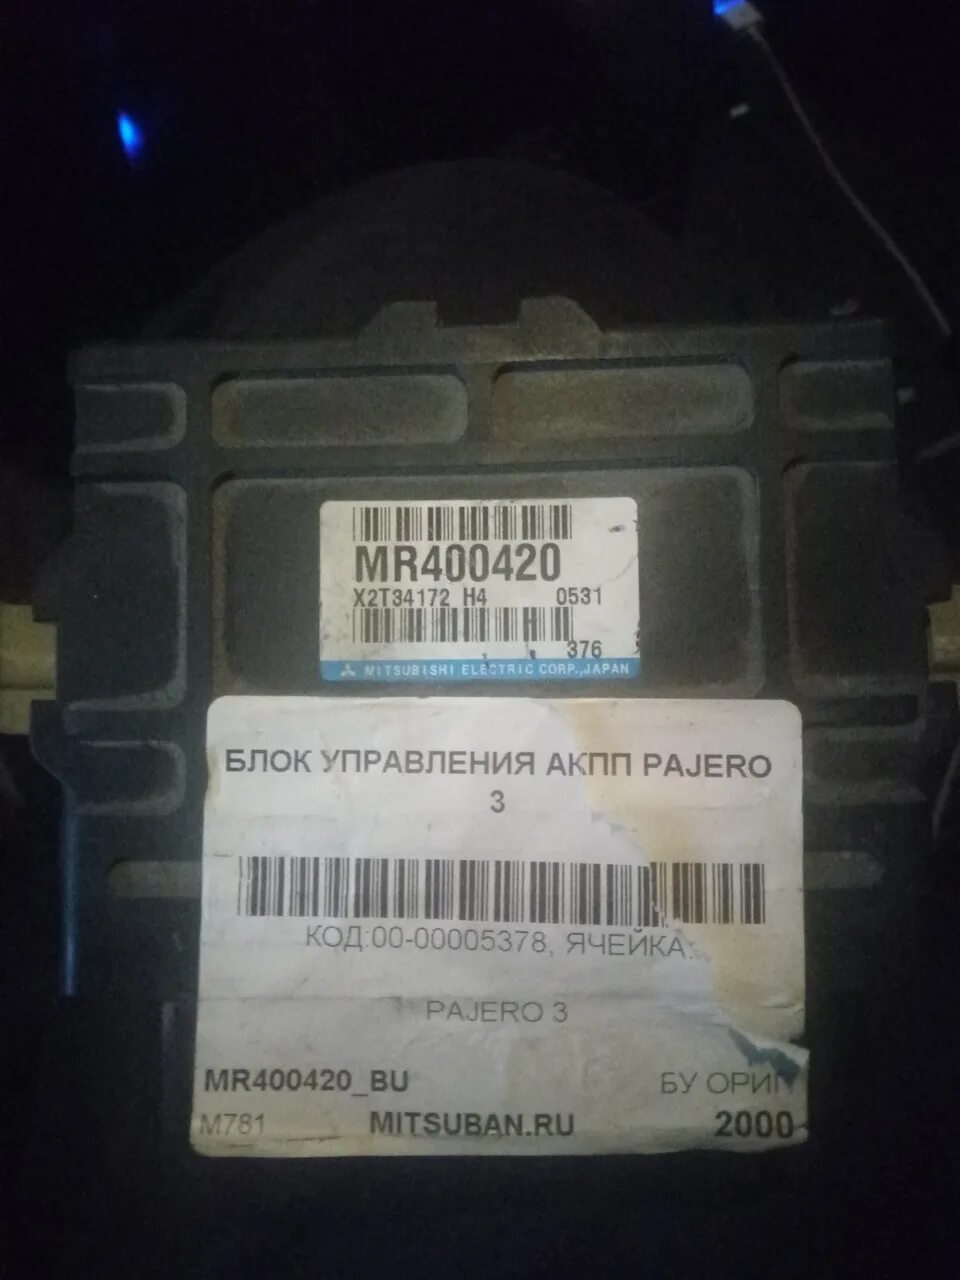 MR400420
X2T34172 H4 0531
376
MITSUBISHI ELECTRIC CORP., JAPAN
БЛОК УПРАВЛЕНИЯ АКПП PAJERO
3
КОД:00-00005378, ЯЧЕЙКА:
PAJERO 3
MR400420_BU БУ ОРИГ
M781 MITSUBAN.RU 2000